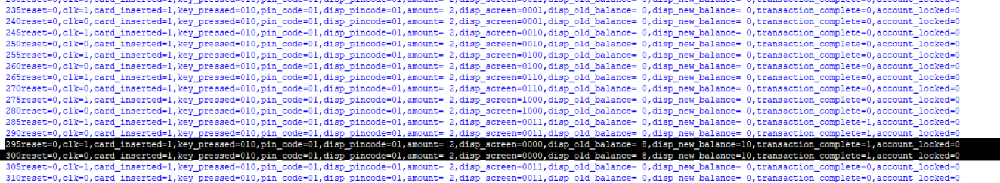 235reset=0,clk=1,card_inserted=1,key_pressed=010,pin_code=01,disp_pincode=01,amount= 2,disp_screen=0001,disp_old_balance= 0,disp_new_balance= 0,transaction_complete=0,account_locked=0
240reset=0,clk=0,card_inserted=1,key_pressed=010,pin_code=01,disp_pincode=01,amount= 2,disp_screen=0001,disp_old_balance= 0,disp_new_balance= 0,transaction_complete=0,account_locked=0
245reset=0,clk=1,card_inserted=1,key_pressed=010,pin_code=01,disp_pincode=01,amount= 2,disp_screen=0010,disp_old_balance= 0,disp_new_balance= 0,transaction_complete=0,account_locked=0
250reset=0,clk=0,card_inserted=1,key_pressed=010,pin_code=01,disp_pincode=01,amount= 2,disp_screen=0010,disp_old_balance= 0,disp_new_balance= 0,transaction_complete=0,account_locked=0
255reset=0,clk=1,card_inserted=1,key_pressed=010,pin_code=01,disp_pincode=01,amount= 2,disp_screen=0100,disp_old_balance= 0,disp_new_balance= 0,transaction_complete=0,account_locked=0
260reset=0,clk=0,card_inserted=1,key_pressed=010,pin_code=01,disp_pincode=01,amount= 2,disp_screen=0100,disp_old_balance= 0,disp_new_balance= 0,transaction_complete=0,account_locked=0
265reset=0,clk=1,card_inserted=1,key_pressed=010,pin_code=01,disp_pincode=01,amount= 2,disp_screen=0110,disp_old_balance= 0,disp_new_balance= 0,transaction_complete=0,account_locked=0
270reset=0,clk=0,card_inserted=1,key_pressed=010,pin_code=01,disp_pincode=01,amount= 2,disp_screen=0110,disp_old_balance= 0,disp_new_balance= 0,transaction_complete=0,account_locked=0
275reset=0,clk=1,card_inserted=1,key_pressed=010,pin_code=01,disp_pincode=01,amount= 2,disp_screen=1000,disp_old_balance= 0,disp_new_balance= 0,transaction_complete=0,account_locked=0
280reset=0,clk=0,card_inserted=1,key_pressed=010,pin_code=01,disp_pincode=01,amount= 2,disp_screen=1000,disp_old_balance= 0,disp_new_balance= 0,transaction_complete=0,account_locked=0
285reset=0,clk=1,card_inserted=1,key_pressed=010,pin_code=01,disp_pincode=01,amount= 2,disp_screen=0011,disp_old_balance= 0,disp_new_balance= 0,transaction_complete=1,account_locked=0
290reset=0,clk=0,card_inserted=1,key_pressed=010,pin_code=01,disp_pincode=01,amount= 2,disp_screen=0011,disp_old_balance= 0,disp_new_balance= 0,transaction_complete=1,account_locked=0
295reset=0,clk=1,card_inserted=1,key_pressed=010,pin_code=01,disp_pincode=01,amount= 2,disp_screen=0000,disp_old_balance= 8,disp_new_balance=10,transaction_complete=1,account_locked=0
300reset=0,clk=0,card_inserted=1,key_pressed=010,pin_code=01,disp_pincode=01,amount= 2,disp_screen=0000,disp_old_balance= 8,disp_new_balance=10,transaction_complete=1,account_locked=0
305reset=0,clk=1,card_inserted=1,key_pressed=010,pin_code=01,disp_pincode=01,amount= 2,disp_screen=0011,disp_old_balance= 0,disp_new_balance= 0,transaction_complete=0,account_locked=0
310reset=0,clk=0,card_inserted=1,key_pressed=010,pin_code=01,disp_pincode=01,amount= 2,disp_screen=0011,disp_old_balance= 0,disp_new_balance= 0,transaction_complete=0,account_locked=0